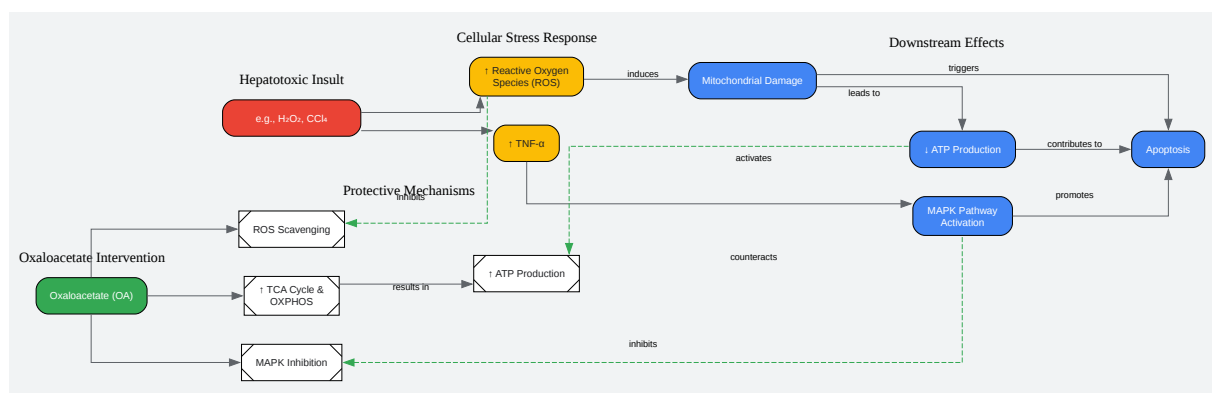 Cellular Stress Response
Downstream Effects
Hepatotoxic Insult
↑ Reactive Oxygen
Species (ROS)
induces
Mitochondrial Damage
triggers
leads to
e.g., H₂O₂, CCl₄
↑ TNF-α
activates
↓ ATP Production
contributes to
Apoptosis
Protective Mechanisms
inhibits
promotes
MAPK Pathway
Activation
ROS Scavenging
Oxaloacetate Intervention
counteracts
↑ ATP Production
Oxaloacetate (OA)
↑ TCA Cycle &
OXPHOS
results in
inhibits
MAPK Inhibition